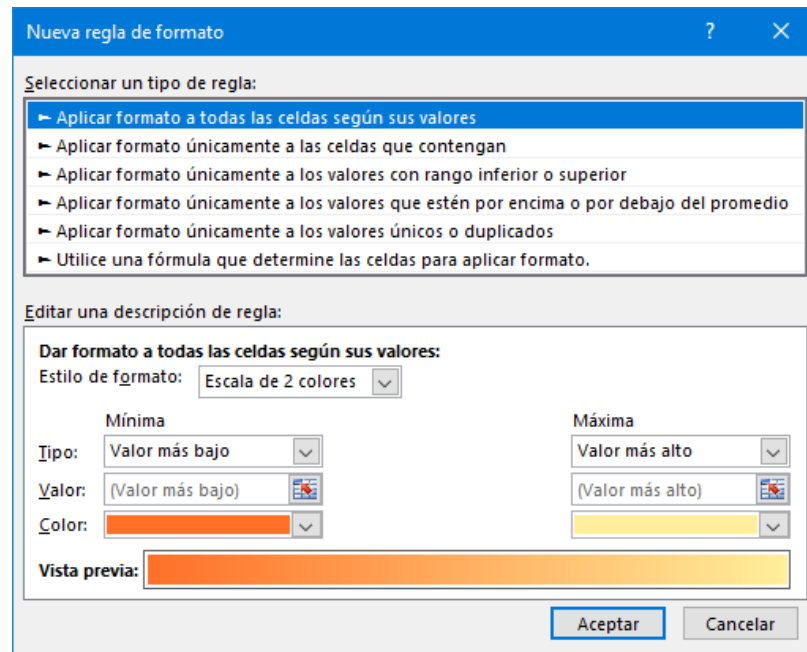 Nueva regla de formato
Seleccionar un tipo de regla:
► Aplicar formato a todas las celdas según sus valores
► Aplicar formato únicamente a las celdas que contengan
► Aplicar formato únicamente a los valores con rango inferior o superior
► Aplicar formato únicamente a los valores que estén por encima o por debajo del promedio
► Aplicar formato únicamente a los valores únicos o duplicados
► Utilice una fórmula que determine las celdas para aplicar formato.
Editar una descripción de regla:
Dar formato a todas las celdas según sus valores:
Estilo de formato: Escala de 2 colores
Mínima Máxima
Tipo: Valor más bajo Valor más alto
Valor: (Valor más bajo) (Valor más alto)
Color:
Vista previa:
Aceptar Cancelar